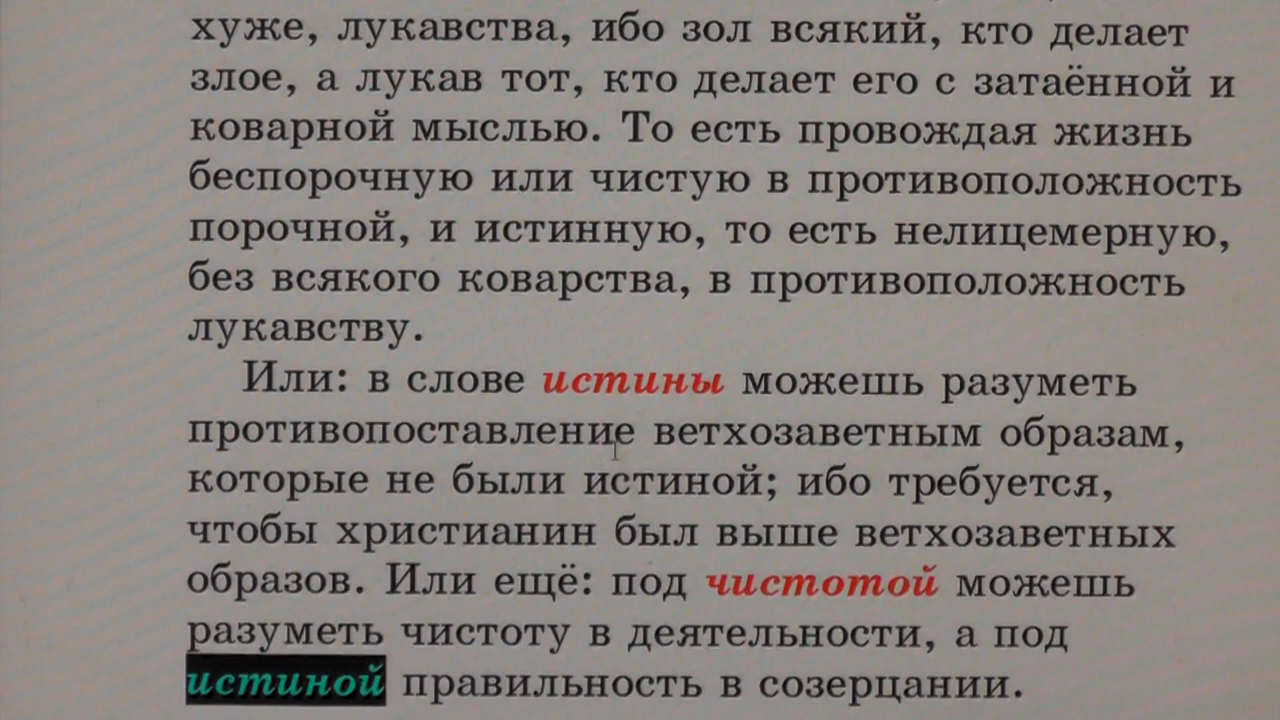 хуже, лукавства, ибо зол всякий, кто делает
злое, а лукав тот, кто делает его с затаённой и
коварной мыслью. То есть провождая жизнь
беспорочную или чистую в противоположность
порочной, и истинную, то есть нелицемерную,
без всякого коварства, в противоположность
лукавству.
Или: в слове истины можешь разуметь
противопоставление ветхозаветным образам,
которые не были истиной; ибо требуется,
чтобы христианин был выше ветхозаветных
образов. Или ещё: под чистотой можешь
разуметь чистоту в деятельности, а под
истиной правильность в созерцании.